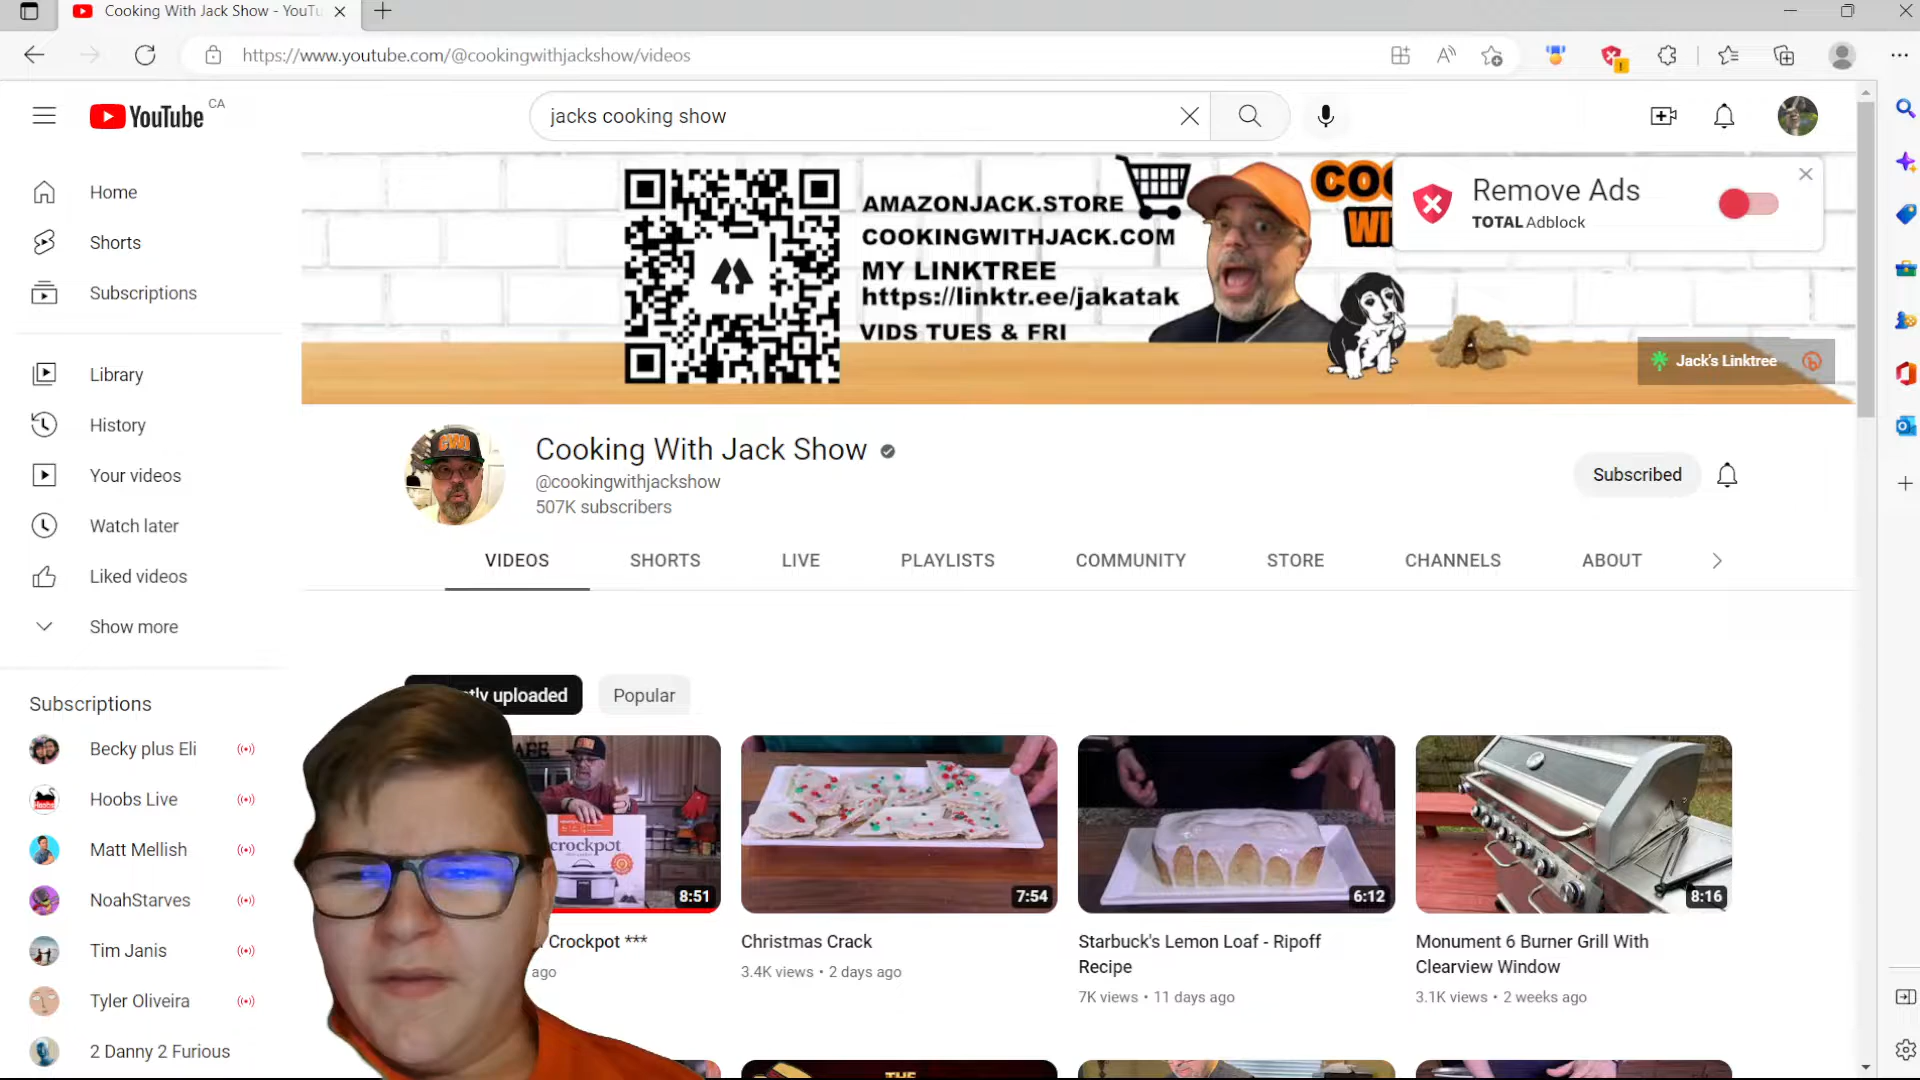 Cooking With Jack Show - YouTu
https://www.youtube.com/@cookingwithjackshow/videos
YouTube CA
jacks cooking show
Home
Shorts
Subscriptions
Library
History
Your videos
Watch later
Liked videos
Show more
Subscriptions
Becky plus Eli
Hoobs Live
Matt Mellish
NoahStarves
Tim Janis
Tyler Oliveira
2 Danny 2 Furious
AMAZONJACK.STORE
COOKINGWITHJACK.COM
MY LINKTREE
https://linktr.ee/jakatak
VIDS TUES & FRI
Remove Ads
TOTAL Adblock
Jack's Linktree
Cooking With Jack Show
@cookingwithjackshow
507K subscribers
Subscribed
VIDEOS
SHORTS
LIVE
PLAYLISTS
COMMUNITY
STORE
CHANNELS
ABOUT
uploaded
Popular
crockpot
8:51
7:54
6:12
8:16
Crockpot ***
ago
Christmas Crack
3.4K views • 2 days ago
Starbuck's Lemon Loaf - Ripoff
Recipe
7K views • 11 days ago
Monument 6 Burner Grill With
Clearview Window
3.1K views • 2 weeks ago
THE